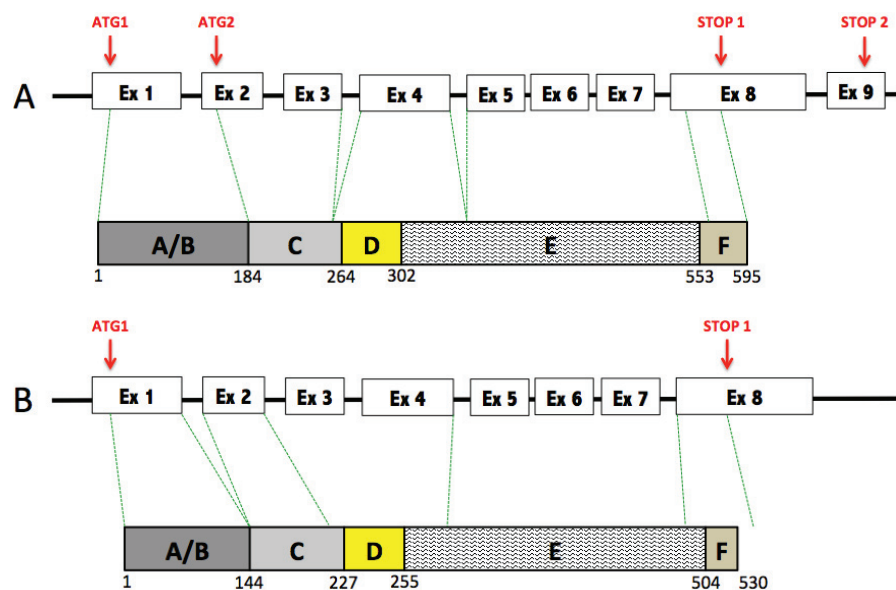 ATG1 ATG2 STOP 1 STOP 2
A Ex 1 Ex 2 Ex 3 Ex 4 Ex 5 Ex 6 Ex 7 Ex 8 Ex 9
A/B C D E F
1 184 264 302 553 595
ATG1 STOP 1
B Ex 1 Ex 2 Ex 3 Ex 4 Ex 5 Ex 6 Ex 7 Ex 8
A/B C D E F
1 144 227 255 504 530